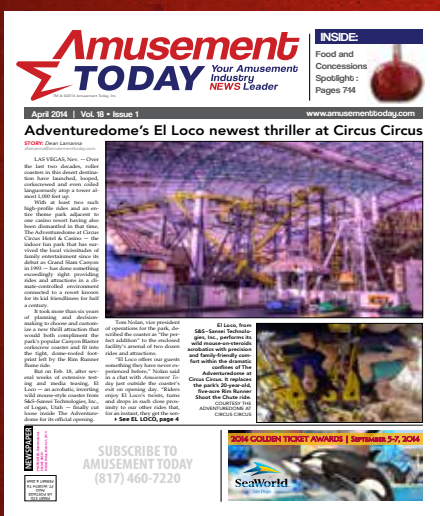 Amusement
TODAY
Your Amusement
Industry
NEWS Leader
TM & ©2014 Amusement Today, Inc.
INSIDE:
Food and
Concessions
Spotlight :
Pages 7-14
April 2014 | Vol. 18 • Issue 1
www.amusementtoday.com
Adventuredome's El Loco newest thriller at Circus Circus
STORY: Dean Lamanna
dlamanna@amusementtoday.com
LAS VEGAS, Nev. — Over
the last two decades, roller
coasters in this desert destina-
tion have launched, looped,
corkscrewed and even coiled
languorously atop a tower al-
most 1,000 feet up.
With at least two such
high-profile rides and an en-
tire theme park adjacent to
one casino resort having also
been dismantled in that time,
The Adventuredome at Circus
Circus Hotel & Casino — the
indoor fun park that has sur-
vived the local vicissitudes of
family entertainment since its
debut as Grand Slam Canyon
in 1993 — has done something
exceedingly right: providing
rides and attractions in a cli-
mate-controlled environment
connected to a resort known
for its kid friendliness for half
a century.
It took more than six years
of planning and decision-
making to choose and custom-
ize a new thrill attraction that
would both compliment the
park's popular Canyon Blaster
corkscrew coaster and fit into
the tight, dome-roofed foot-
print left by the Rim Runner
flume ride.
But on Feb. 18, after sev-
eral weeks of extensive test-
ing and media teasing, El
Loco — an acrobatic, inverting
wild mouse-style coaster from
S&S-Sansei Technologies, Inc.,
of Logan, Utah — finally cut
loose inside The Adventure-
dome for its official opening.
Tom Nolan, vice president
of operations for the park, de-
scribed the coaster as "the per-
fect addition" to the enclosed
facility's arsenal of two dozen
rides and attractions.
"El Loco offers our guests
something they have never ex-
perienced before," Nolan said
in a chat with Amusement To-
day just outside the coaster's
exit on opening day. "Riders
enjoy El Loco's twists, turns
and drops in such close prox-
imity to our other rides that,
for an instant, they get the sen-
▸ See EL LOCO, page 4
El Loco, from
S&S–Sansei Technolo-
gies, Inc., performs its
wild mouse-on-steroids
acrobatics with precision
and family-friendly com-
fort within the dramatic
confines of The
Adventuredome at
Circus Circus. It replaces
the park's 20-year-old,
five-acre Rim Runner
Shoot the Chute ride.
COURTESY THE
ADVENTUREDOME AT
CIRCUS CIRCUS
NEWSPAPER
SUBSCRIBE TO
AMUSEMENT TODAY
(817) 460-7220
2014 GOLDEN TICKET AWARDS | SEPTEMBER 5-7, 2014
SeaWorld
San Diego